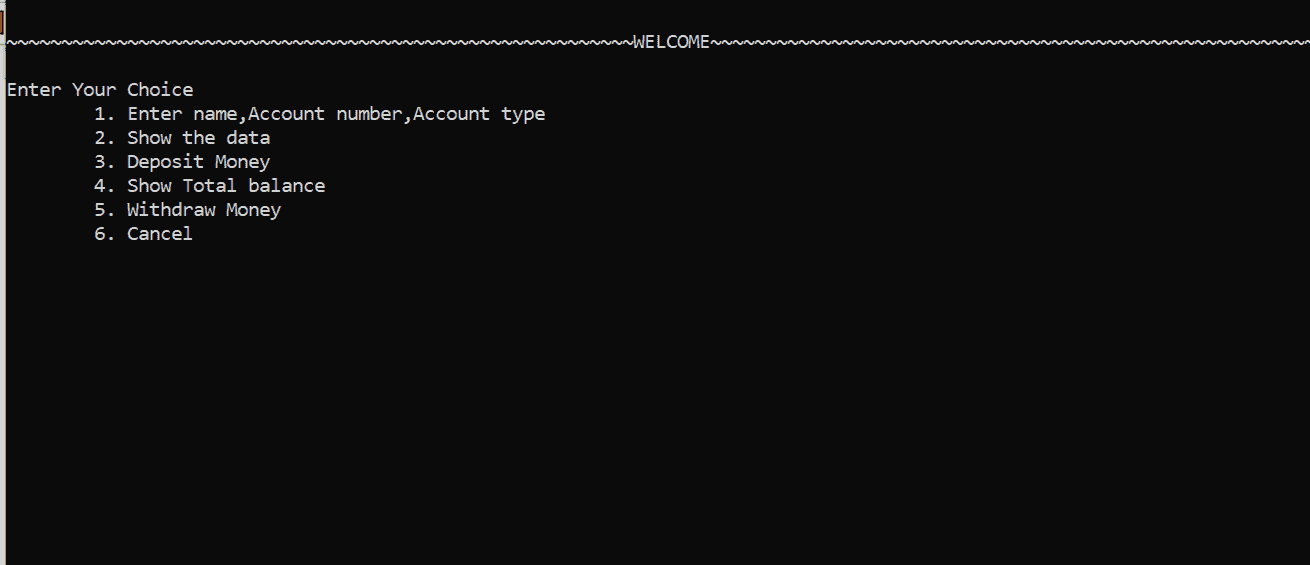 ~~~~~~~~~~~~~~~~~~~~~~~~~~~~~~~~~~~~~~~~~~~~~~~~~~~~~~~~~WELCOME~~~~~~~~~~~~~~~~~~~~~~~~~~~~~~~~~~~~~~~~~~~~~~~~~~~~~~~
Enter Your Choice
1. Enter name,Account number,Account type
2. Show the data
3. Deposit Money
4. Show Total balance
5. Withdraw Money
6. Cancel